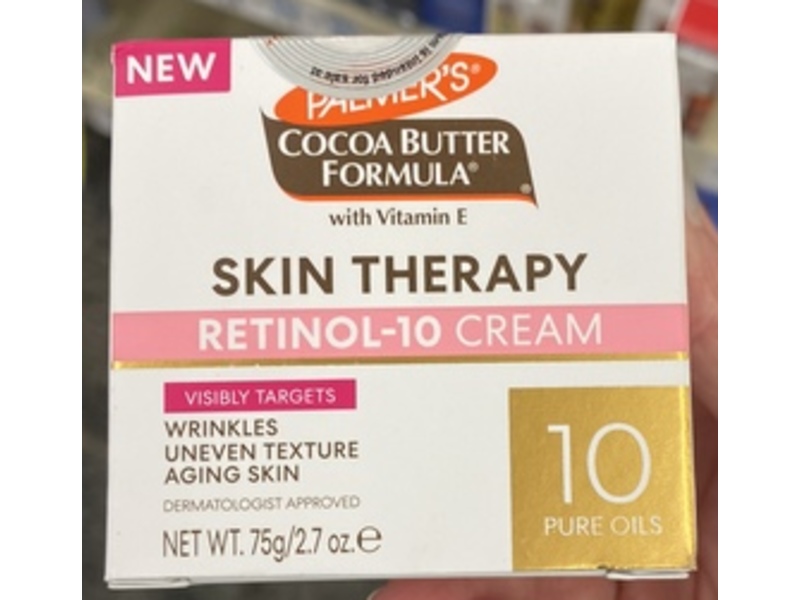 NEW
PALMER'S®
COCOA BUTTER
FORMULA®
with Vitamin E
SKIN THERAPY
RETINOL-10 CREAM
VISIBLY TARGETS
WRINKLES
UNEVEN TEXTURE
AGING SKIN
DERMATOLOGIST APPROVED
NET WT. 75g/2.7 oz.℮
10
PURE OILS